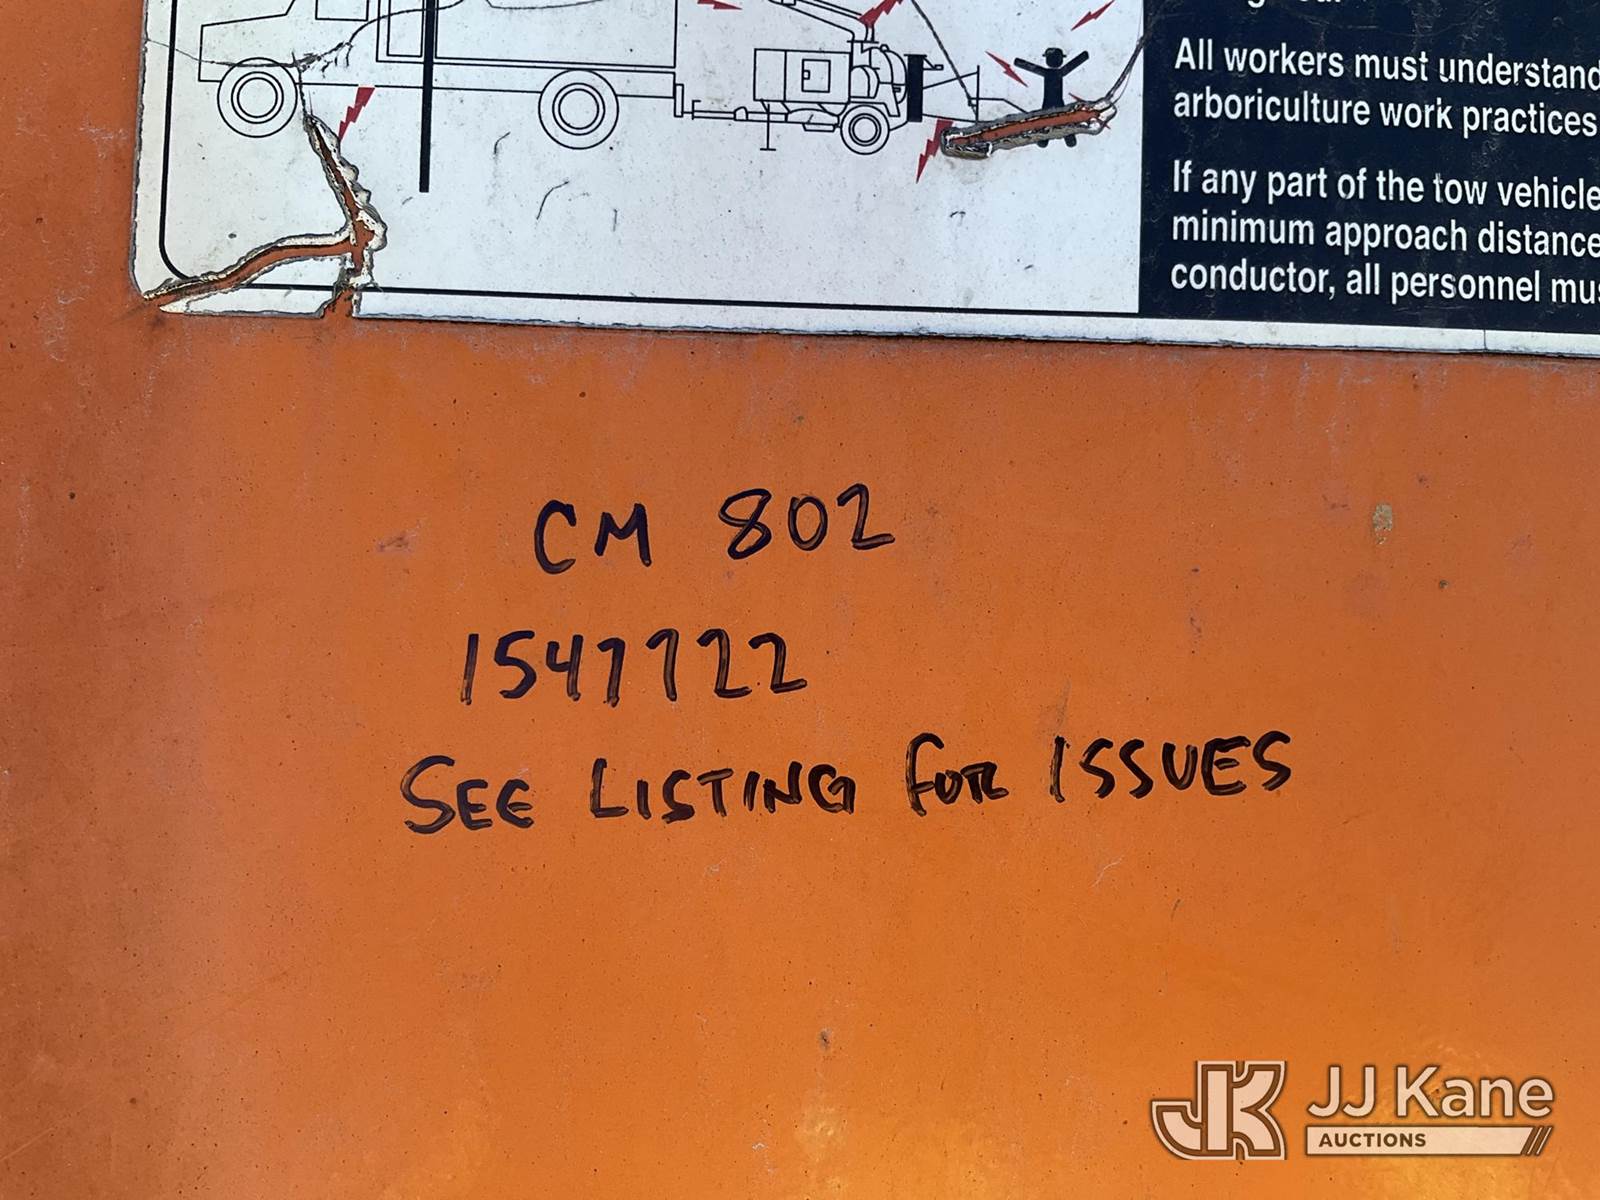 All workers must understand
arboriculture work practices
If any part of the tow vehicle
minimum approach distance
conductor, all personnel mus
CM 802
1547722
SEE LISTING FOR ISSUES
JK JJ Kane
AUCTIONS